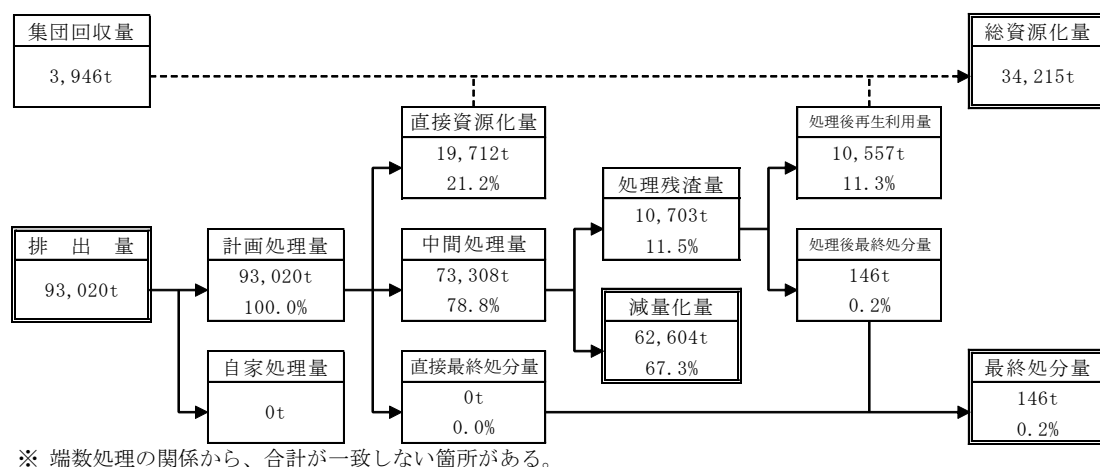 集団回収量
3,946t
総資源化量
34,215t
直接資源化量
19,712t
21.2%
処理後再生利用量
10,557t
11.3%
処理残渣量
10,703t
11.5%
排 出 量
93,020t
計画処理量
93,020t
100.0%
中間処理量
73,308t
78.8%
処理後最終処分量
146t
0.2%
減量化量
62,604t
67.3%
自家処理量
0t
直接最終処分量
0t
0.0%
最終処分量
146t
0.2%
※ 端数処理の関係から、合計が一致しない箇所がある。